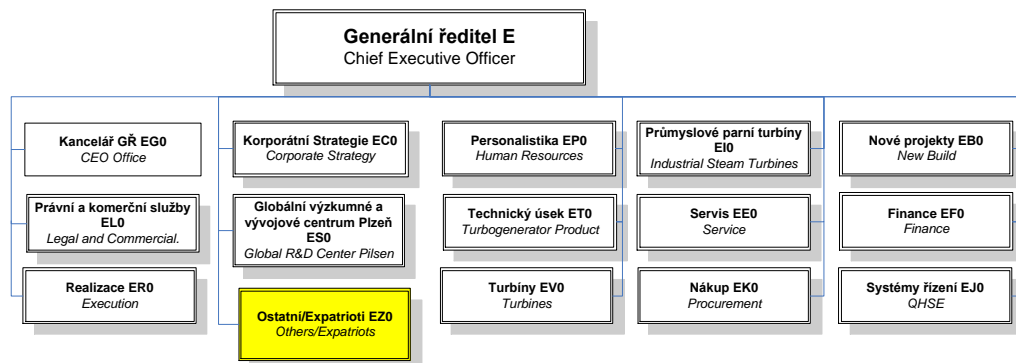 Generální ředitel E
Chief Executive Officer
Kancelář GŘ EG0
CEO Office
Korporátní Strategie EC0
Corporate Strategy
Personalistika EP0
Human Resources
Průmyslové parní turbíny
EI0
Industrial Steam Turbines
Nové projekty EB0
New Build
Právní a komerční služby
EL0
Legal and Commercial.
Globální výzkumné a
vývojové centrum Plzeň
ES0
Global R&D Center Pilsen
Technický úsek ET0
Turbogenerator Product
Servis EE0
Service
Finance EF0
Finance
Realizace ER0
Execution
Ostatní/Expatrioti EZ0
Others/Expatriots
Turbíny EV0
Turbines
Nákup EK0
Procurement
Systémy řízení EJ0
QHSE